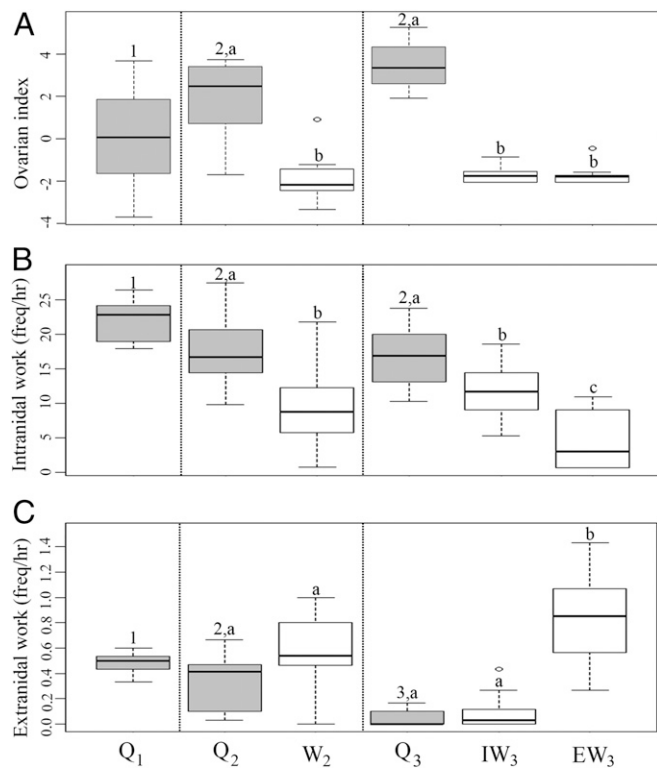 A
Ovarian index
4
2
0
-2
-4
1
2,a
b
2,a
b
b
B
Intranidal work (freq/hr)
25
20
15
10
5
0
1
2,a
b
2,a
b
c
C
Extranidal work (freq/hr)
1.4
1.2
1.0
0.8
0.6
0.4
0.2
0.0
1
2,a
a
3,a
a
b
Q1 Q2 W2 Q3 IW3 EW3